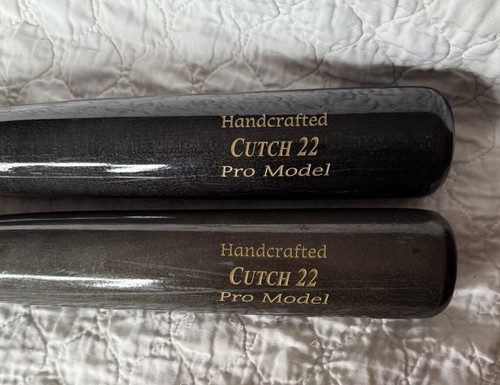 Handcrafted
CUTCH 22
Pro Model
Handcrafted
CUTCH 22
Pro Model